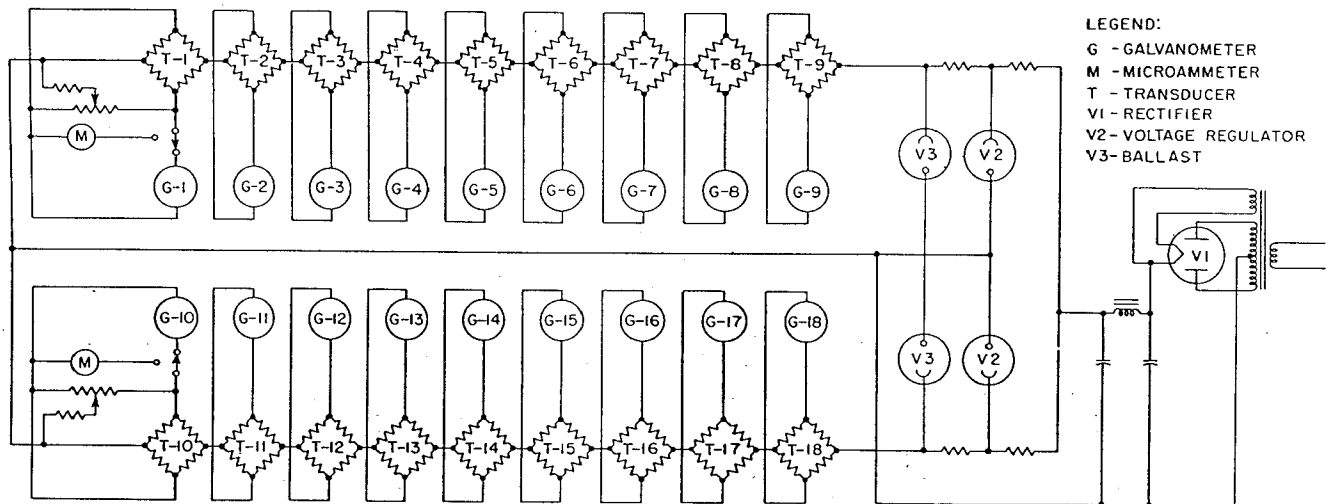 T-1 T-2 T-3 T-4 T-5 T-6 T-7 T-8 T-9
M
G-1 G-2 G-3 G-4 G-5 G-6 G-7 G-8 G-9
V3 V2
LEGEND:
G - GALVANOMETER
M - MICROAMMETER
T - TRANSDUCER
V1 - RECTIFIER
V2 - VOLTAGE REGULATOR
V3 - BALLAST
V1
G-10 G-11 G-12 G-13 G-14 G-15 G-16 G-17 G-18
M
V3 V2
T-10 T-11 T-12 T-13 T-14 T-15 T-16 T-17 T-18